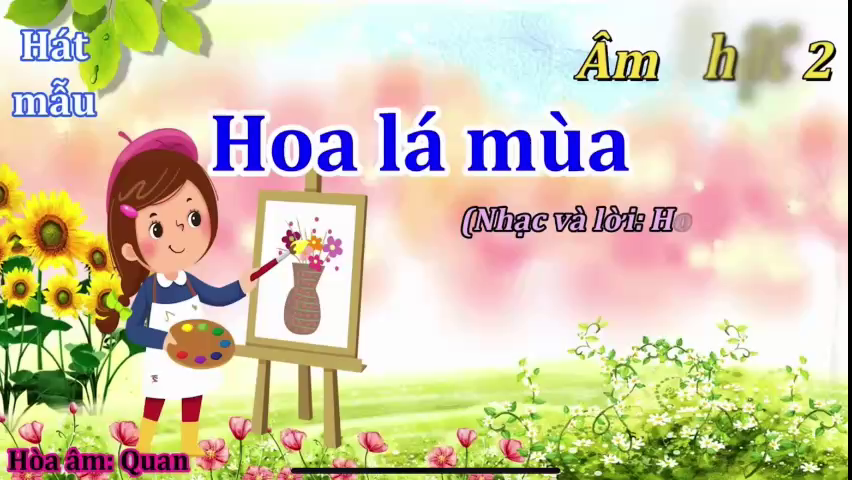 Hát
mẫu
Âm 2
Hoa lá mùa
(Nhạc và lời:
Hòa âm: Quan